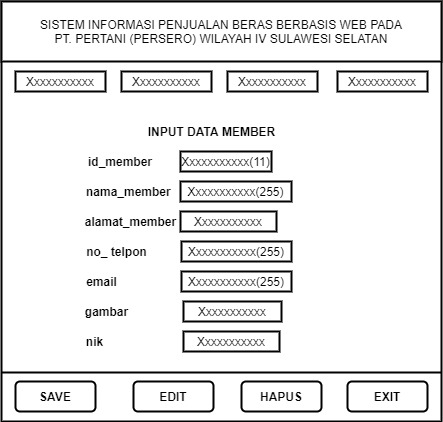 SISTEM INFORMASI PENJUALAN BERAS BERBASIS WEB PADA
PT. PERTANI (PERSERO) WILAYAH IV SULAWESI SELATAN
Xxxxxxxxxxx Xxxxxxxxxxx Xxxxxxxxxxx Xxxxxxxxxxx
INPUT DATA MEMBER
id_member Xxxxxxxxxxx(11)
nama_member Xxxxxxxxxxx(255)
alamat_member Xxxxxxxxxxx
no_ telpon Xxxxxxxxxxx(255)
email Xxxxxxxxxxx(255)
gambar Xxxxxxxxxxx
nik Xxxxxxxxxxx
SAVE EDIT HAPUS EXIT